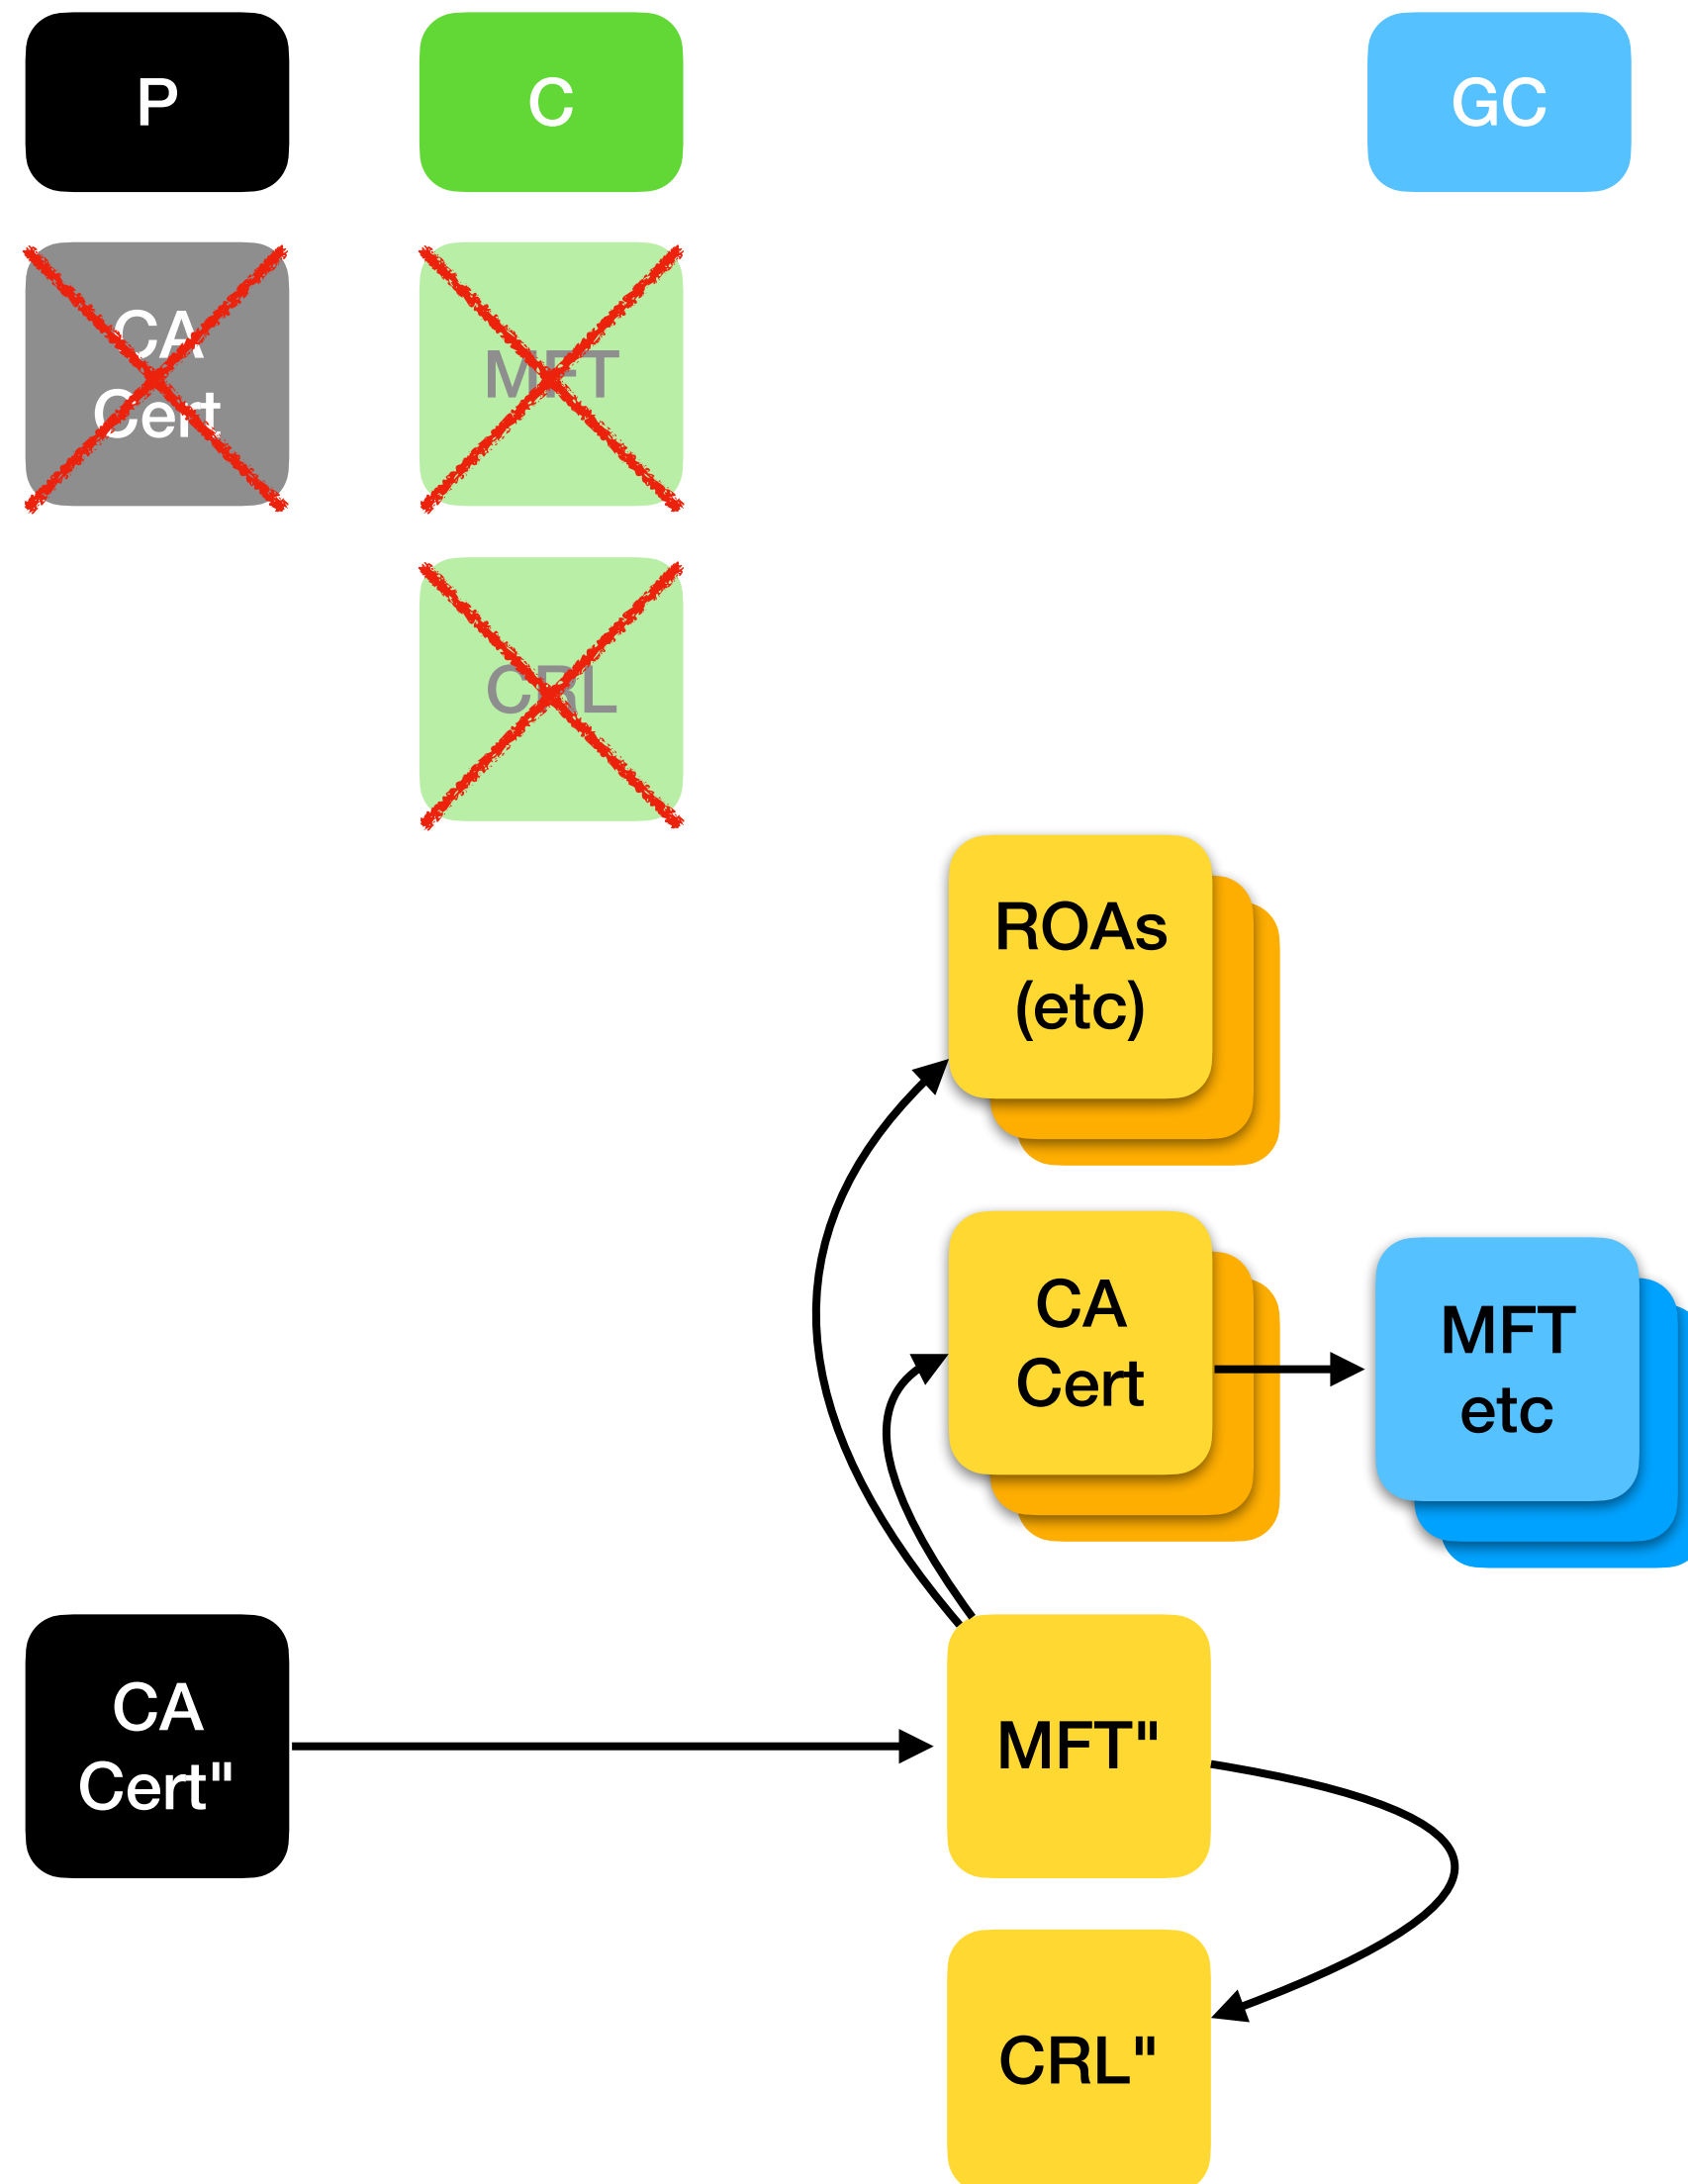 P
C
GC
CA
Cert
MFT
CRL
ROAs
(etc)
CA
Cert
MFT
etc
CA
Cert"
MFT"
CRL"